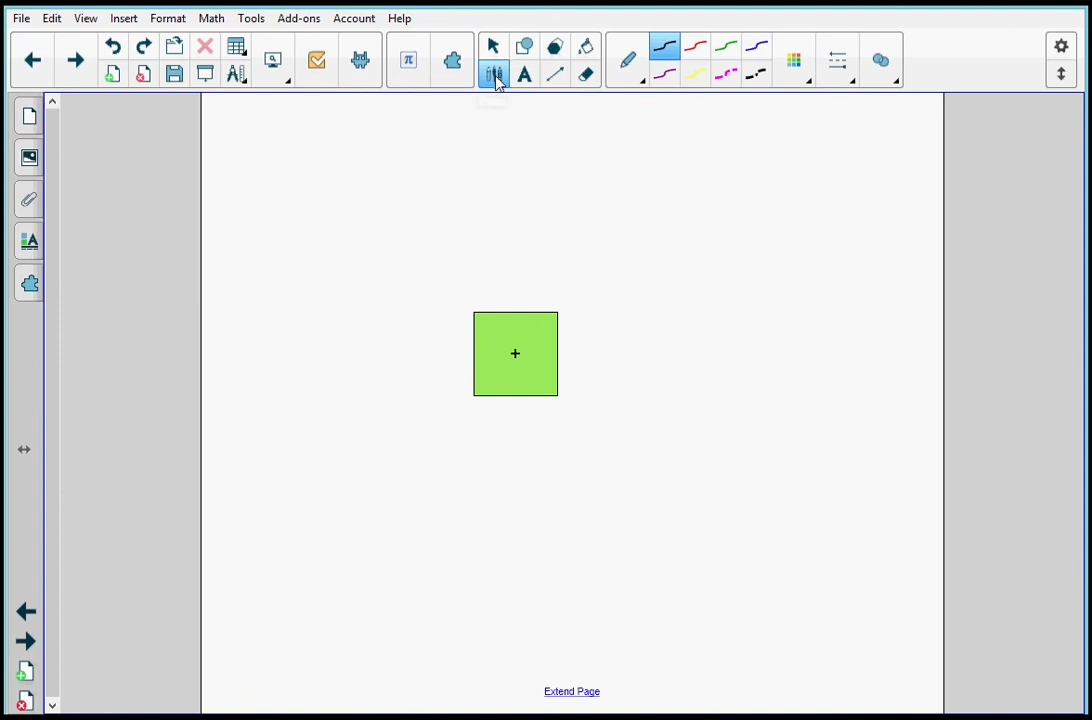 File Edit View Insert Format Math Tools Add-ons Account Help
π A
A
+
Extend Page